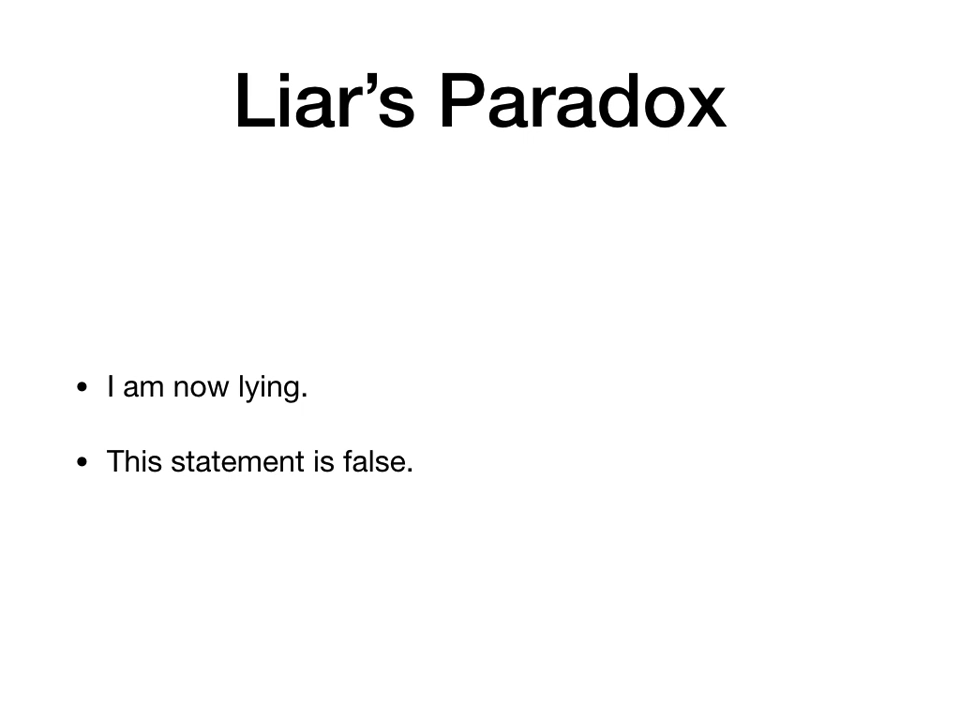 Liar’s Paradox
• I am now lying.
• This statement is false.